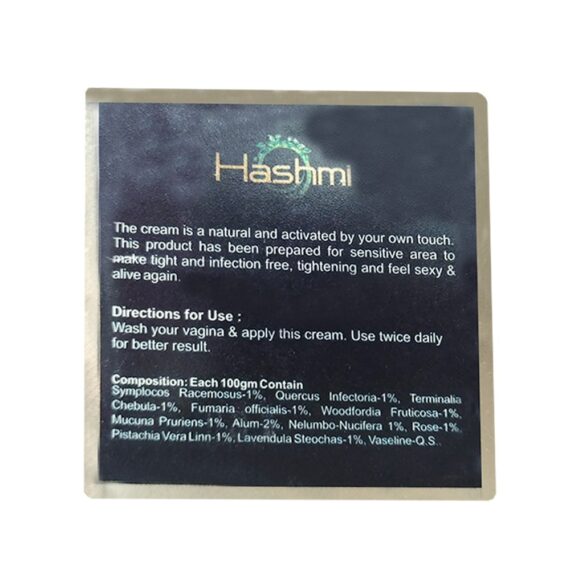 Hashmi
The cream is a natural and activated by your own touch.
This product has been prepared for sensitive area to
make tight and infection free, tightening and feel sexy &
alive again.
Directions for Use :
Wash your vagina & apply this cream. Use twice daily
for better result.
Composition: Each 100gm Contain
Symplocos Racemosus-1%, Quercus Infectoria-1%, Terminalia
Chebula-1%, Fumaria officialis-1%, Woodfordia Fruticosa-1%,
Mucuna Pruriens-1%, Alum-2%, Nelumbo-Nucifera 1%, Rose-1%,
Pistachia Vera Linn-1%, Lavendula Steochas-1%, Vaseline-Q.S..